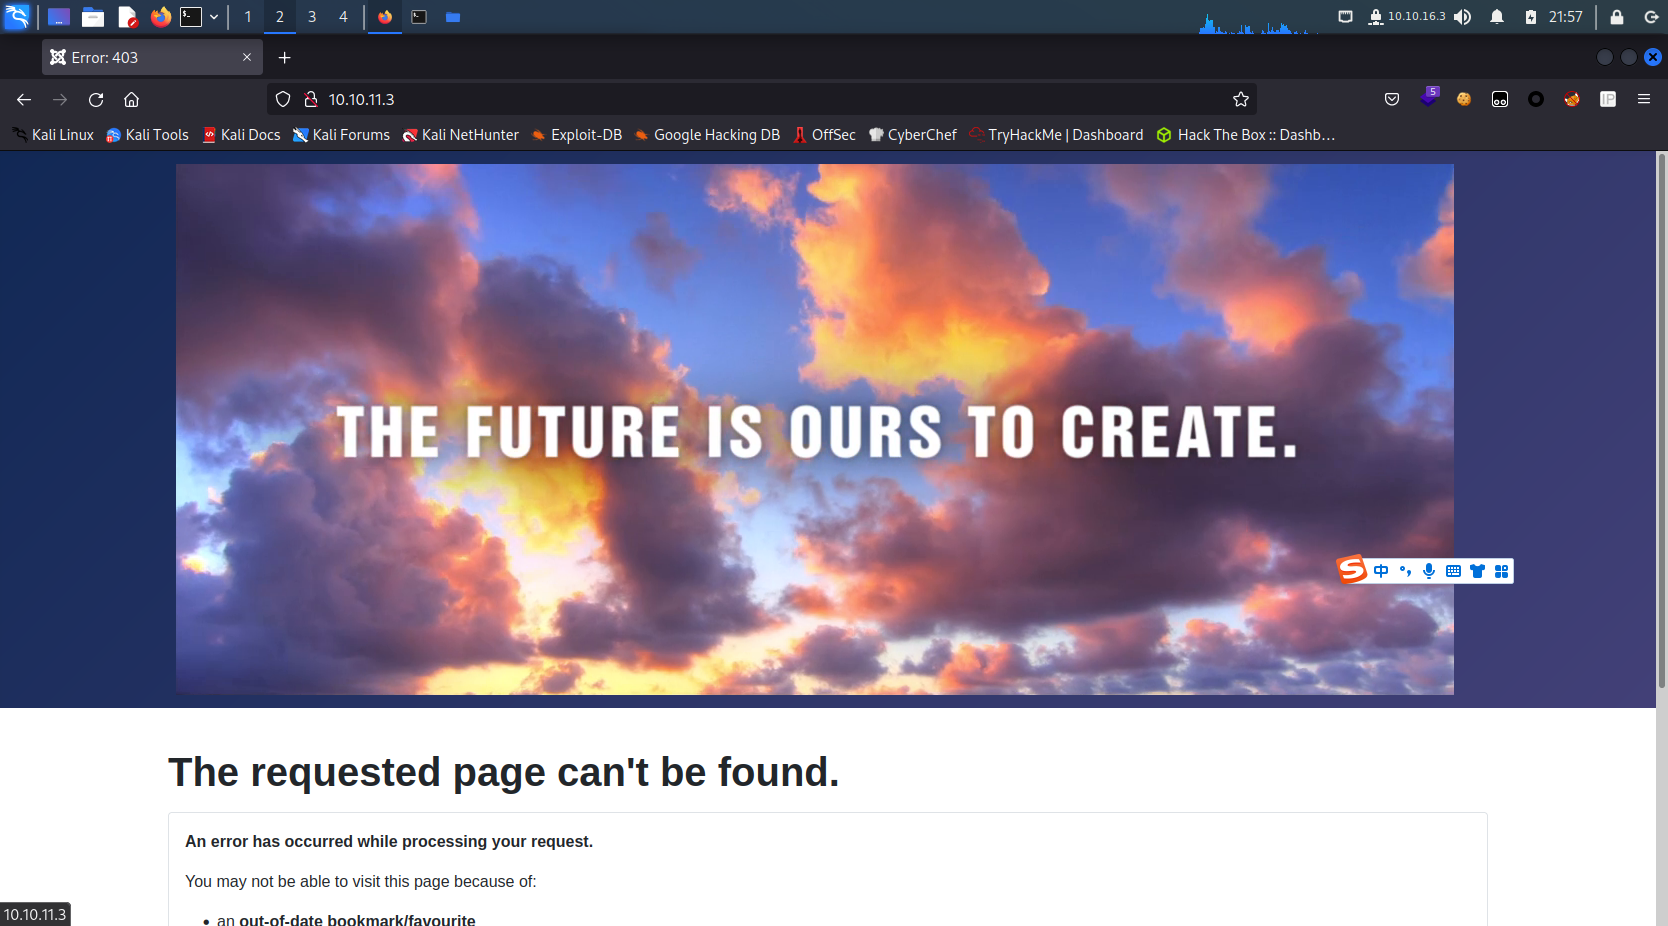 1 2 3 4 10.10.16.3 21:57
Error: 403
10.10.11.3 5 IP
Kali Linux Kali Tools Kali Docs Kali Forums Kali NetHunter Exploit-DB Google Hacking DB OffSec CyberChef TryHackMe | Dashboard Hack The Box :: Dashb…
THE FUTURE IS OURS TO CREATE.
S 中
The requested page can't be found.
An error has occurred while processing your request.
You may not be able to visit this page because of:
• an out-of-date bookmark/favourite
10.10.11.3